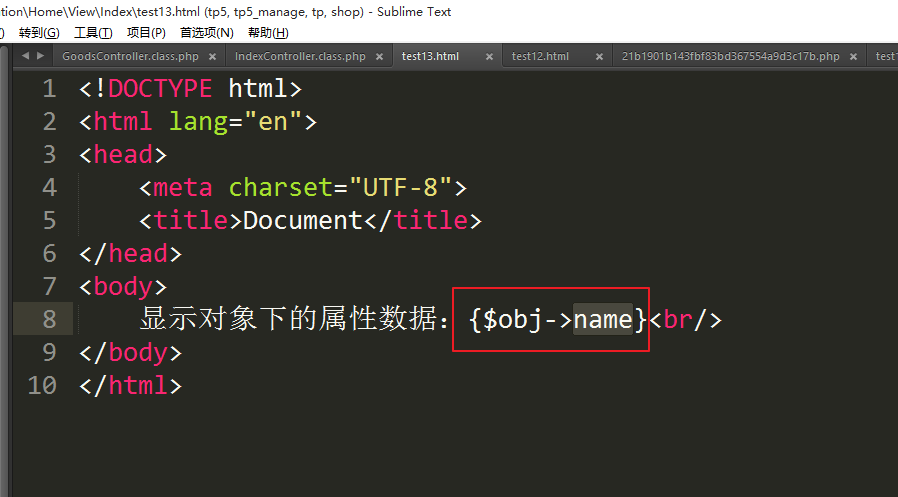 ation\Home\View\Index\test13.html (tp5, tp5_manage, tp, shop) - Sublime Text
) 转到(G) 工具(T) 项目(P) 首选项(N) 帮助(H)
GoodsController.class.php × IndexController.class.php × test13.html × test12.html × 21b1901b143fbf83bd367554a9d3c17b.php × test1
1 <!DOCTYPE html>
2 <html lang="en">
3 <head>
4 <meta charset="UTF-8">
5 <title>Document</title>
6 </head>
7 <body>
8 显示对象下的属性数据：{$obj->name}<br/>
9 </body>
10 </html>